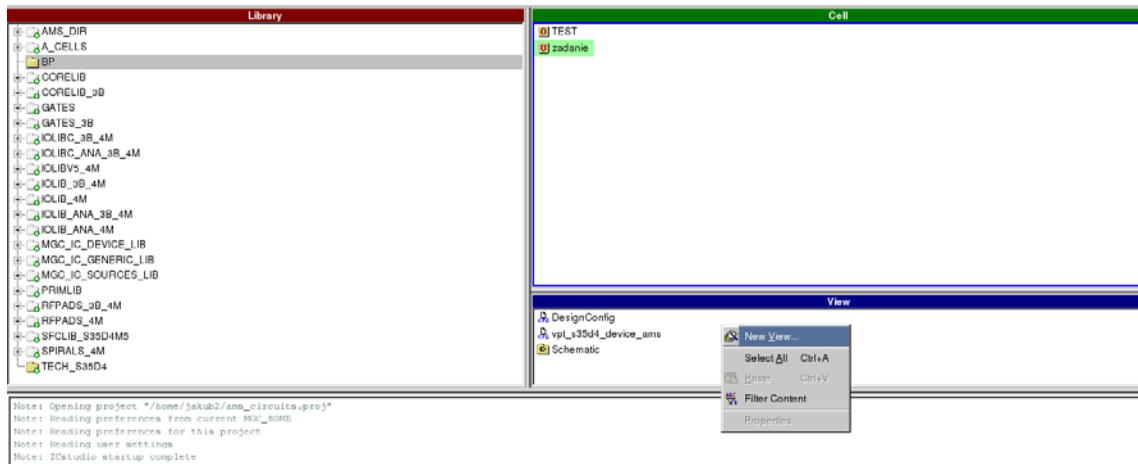 Library
AMS_DIR
A_CELLS
BP
CORELIB
CORELIB_3B
GATES
GATES_3B
IOLIBC_3B_4M
IOLIBC_ANA_3B_4M
IOLIBV5_4M
IOLIB_3B_4M
IOLIB_4M
IOLIB_ANA_3B_4M
IOLIB_ANA_4M
MGC_IC_DEVICE_LIB
MGC_IC_GENERIC_LIB
MGC_IC_SOURCES_LIB
PRIMLIB
RFPADS_3B_4M
RFPADS_4M
SFCLIB_S35D4M5
SPIRALS_4M
TECH_S35D4
Cell
TEST
zadanie
View
DesignConfig
vpt_s35d4_device_ams
Schematic
New View...
Select All Ctrl+A
Paste Ctrl+V
Filter Content
Properties
Note: Opening project "/home/jakub2/ams_circuits.proj"
Note: Reading preferences from current MGC_HOME
Note: Reading preferences for this project
Note: Reading user settings
Note: ICstudio startup complete